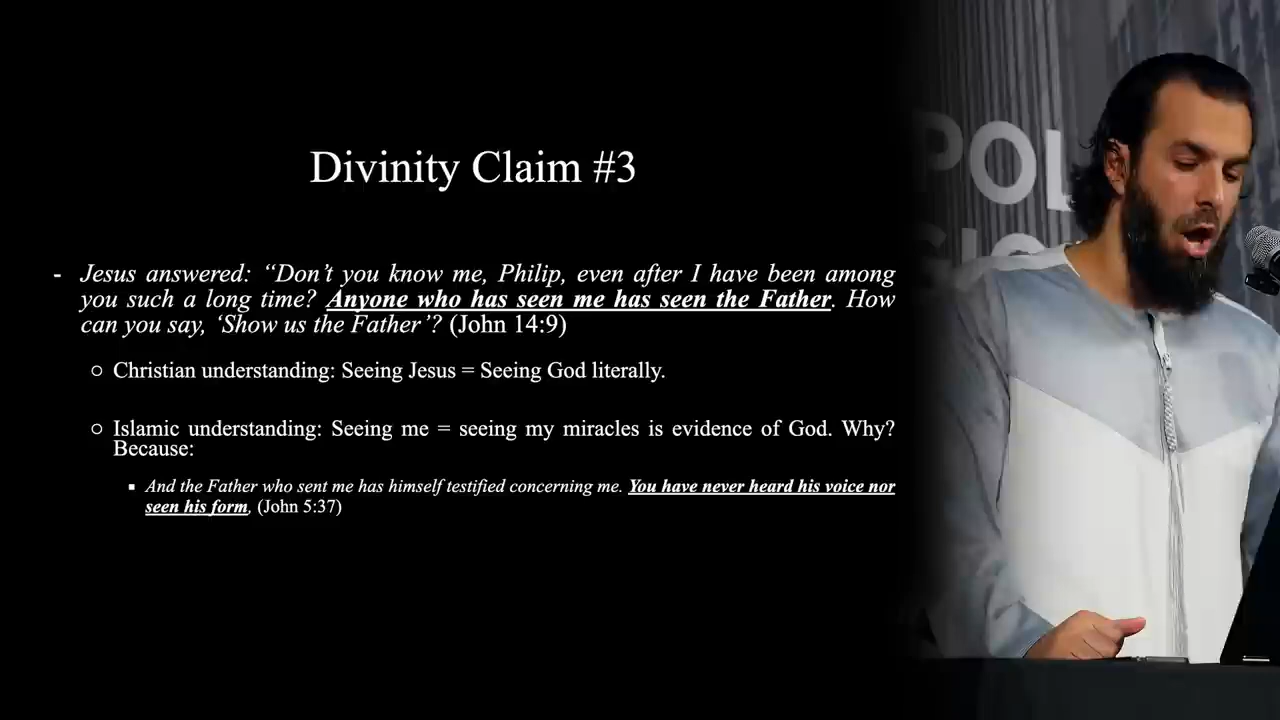 Divinity Claim #3
- Jesus answered: “Don’t you know me, Philip, even after I have been among
you such a long time? Anyone who has seen me has seen the Father. How
can you say, ‘Show us the Father’? (John 14:9)
○ Christian understanding: Seeing Jesus = Seeing God literally.
○ Islamic understanding: Seeing me = seeing my miracles is evidence of God. Why?
Because:
▪ And the Father who sent me has himself testified concerning me. You have never heard his voice nor
seen his form, (John 5:37)